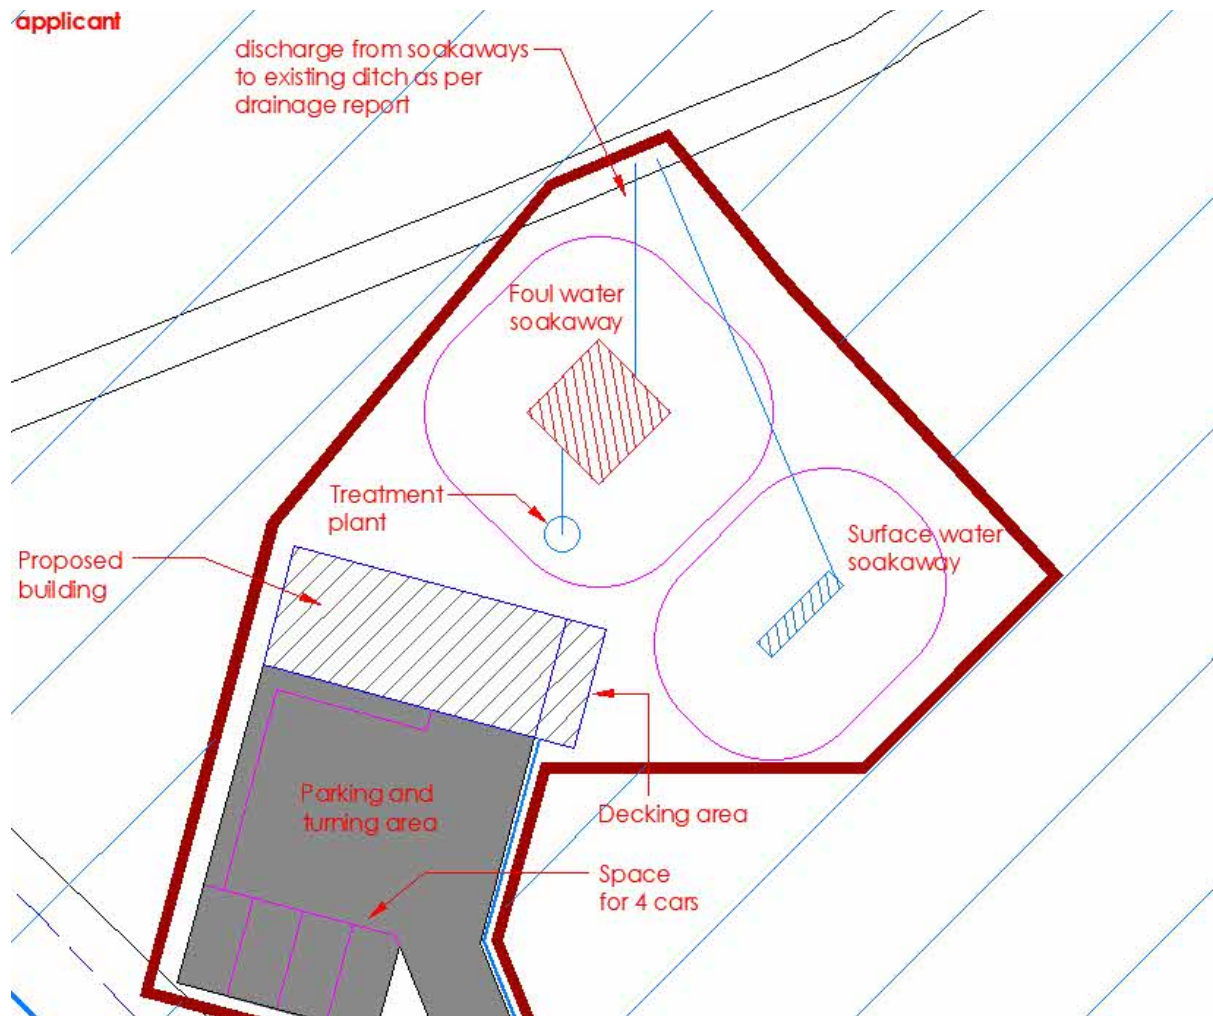 applicant
discharge from soakaways
to existing ditch as per
drainage report
Foul water
soakaway
Treatment
plant
Surface water
soakaway
Proposed
building
Parking and
turning area
Decking area
Space
for 4 cars